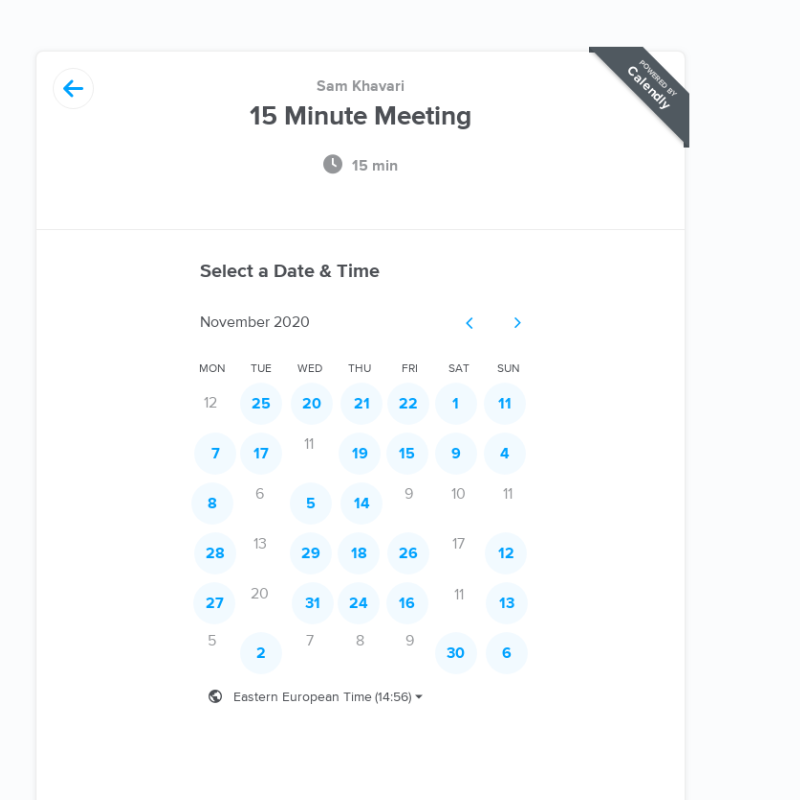 POWERED BY
Calendly
Sam Khavari
15 Minute Meeting
15 min
Select a Date & Time
November 2020
MON TUE WED THU FRI SAT SUN
12 25 20 21 22 1 11
7 17 11 19 15 9 4
8 6 5 14 9 10 11
28 13 29 18 26 17 12
27 20 31 24 16 11 13
5 2 7 8 9 30 6
Eastern European Time (14:56)